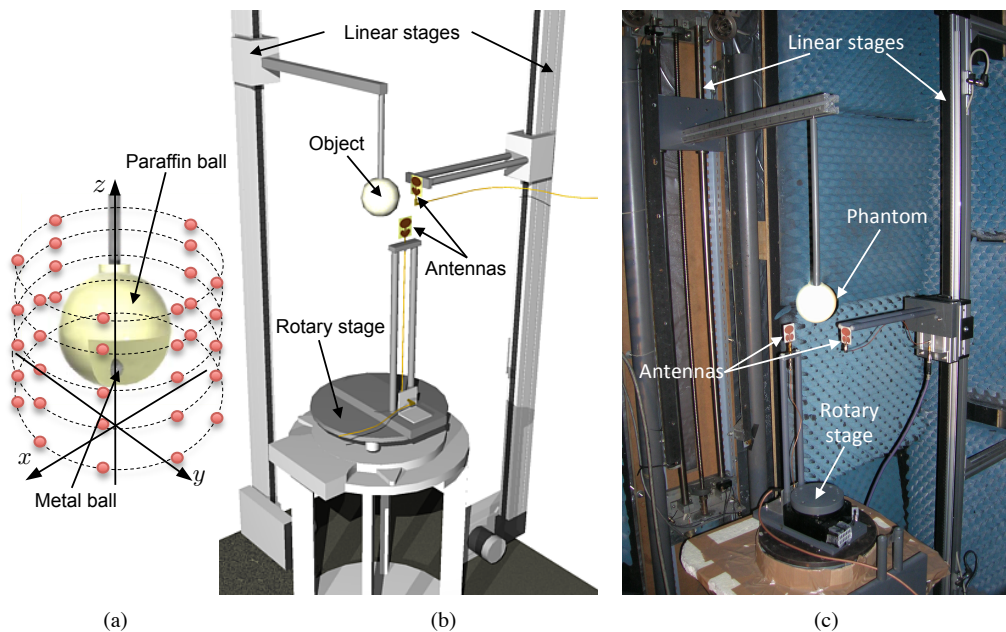 Paraffin ball
z
x
y
Metal ball
(a)
Linear stages
Object
Antennas
Rotary stage
(b)
Linear stages
Phantom
Antennas
Rotary
stage
(c)